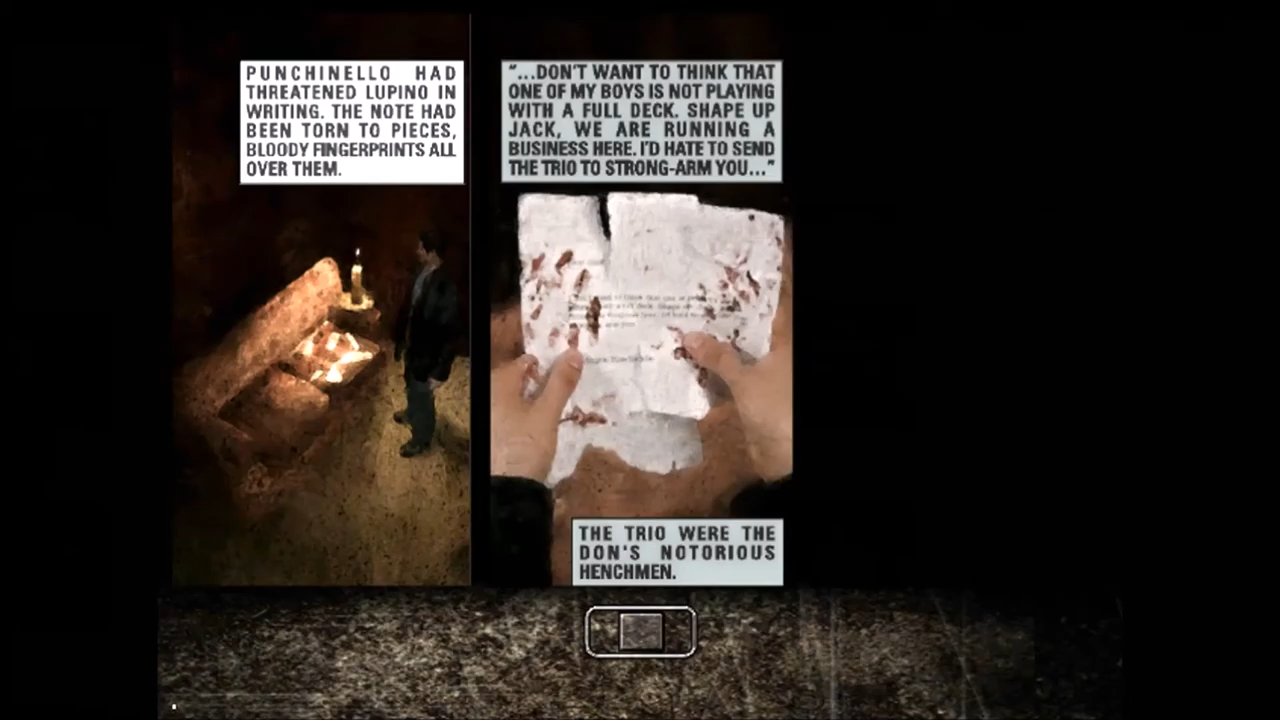 PUNCHINELLO HAD
THREATENED LUPINO IN
WRITING. THE NOTE HAD
BEEN TORN TO PIECES,
BLOODY FINGERPRINTS ALL
OVER THEM.
"...DON'T WANT TO THINK THAT
ONE OF MY BOYS IS NOT PLAYING
WITH A FULL DECK. SHAPE UP
JACK, WE ARE RUNNING A
BUSINESS HERE. I'D HATE TO SEND
THE TRIO TO STRONG-ARM YOU..."
THE TRIO WERE THE
DON'S NOTORIOUS
HENCHMEN.